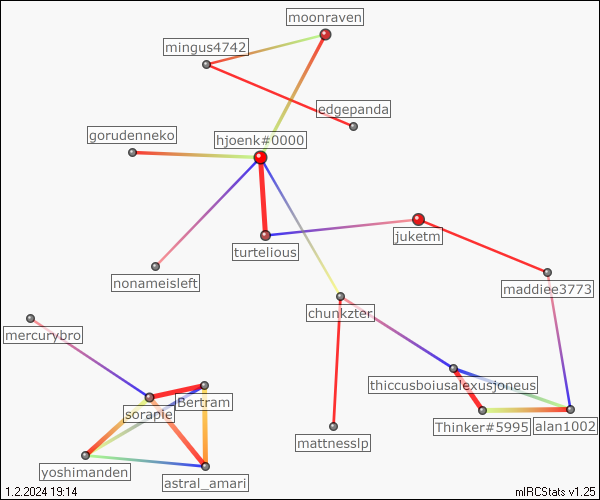 moonraven
mingus4742
edgepanda
gorudenneko
hjoenk#0000
juketm
turtelious
nonameisleft
maddiee3773
chunkzter
mercurybro
thiccusboiusalexusjoneus
Bertram
sorapie
Thinker#5995
alan1002
mattnesslp
yoshimanden
astral_amari
1.2.2024 19:14
mIRCStats v1.25